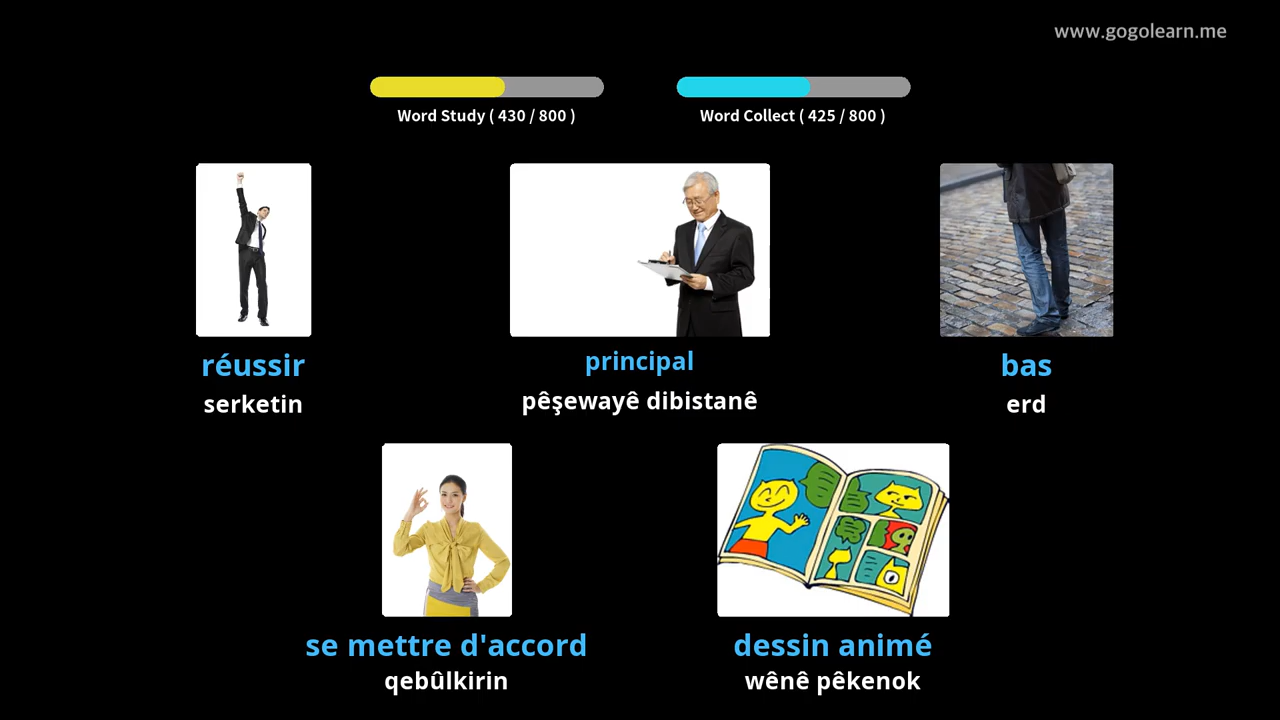 www.gogolearn.me
Word Study ( 430 / 800 )
Word Collect ( 425 / 800 )
réussir
serketin
principal
pêşewayê dibistanê
bas
erd
se mettre d'accord
qebûlkirin
dessin animé
wênê pêkenok